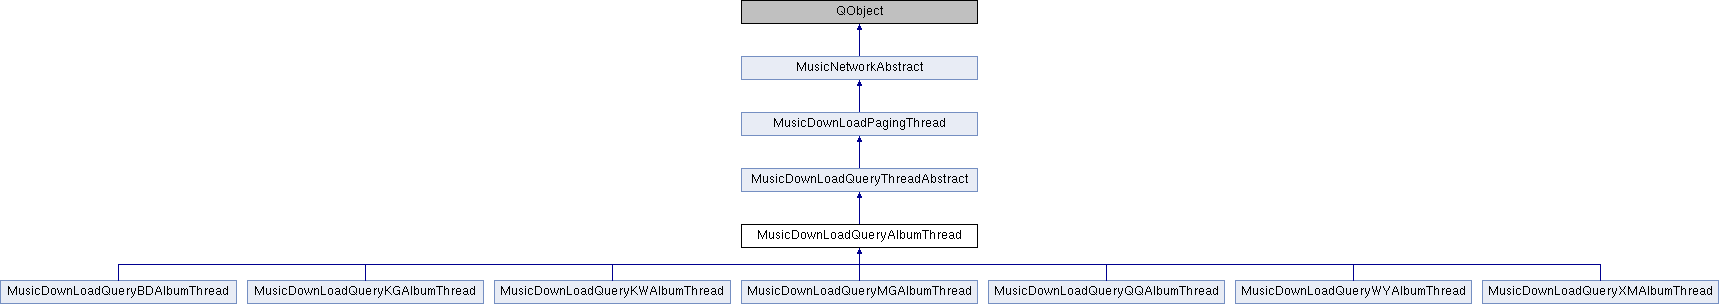 QObject
MusicNetworkAbstract
MusicDownLoadPagingThread
MusicDownLoadQueryThreadAbstract
MusicDownLoadQueryAlbumThread
MusicDownLoadQueryBDAlbumThread
MusicDownLoadQueryKGAlbumThread
MusicDownLoadQueryKWAlbumThread
MusicDownLoadQueryMGAlbumThread
MusicDownLoadQueryQQAlbumThread
MusicDownLoadQueryWYAlbumThread
MusicDownLoadQueryXMAlbumThread